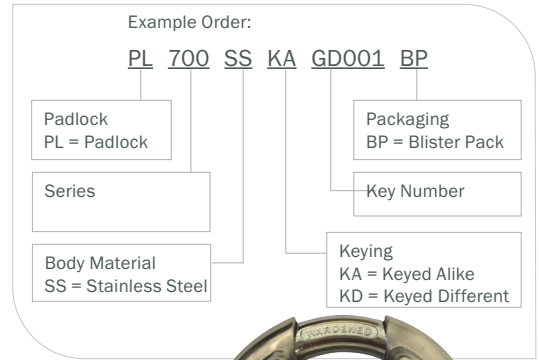 Example Order:
PL 700 SS KA GD001 BP
Padlock
PL = Padlock
Packaging
BP = Blister Pack
Series
Key Number
Body Material
SS = Stainless Steel
Keying
KA = Keyed Alike
KD = Keyed Different
HARDENED